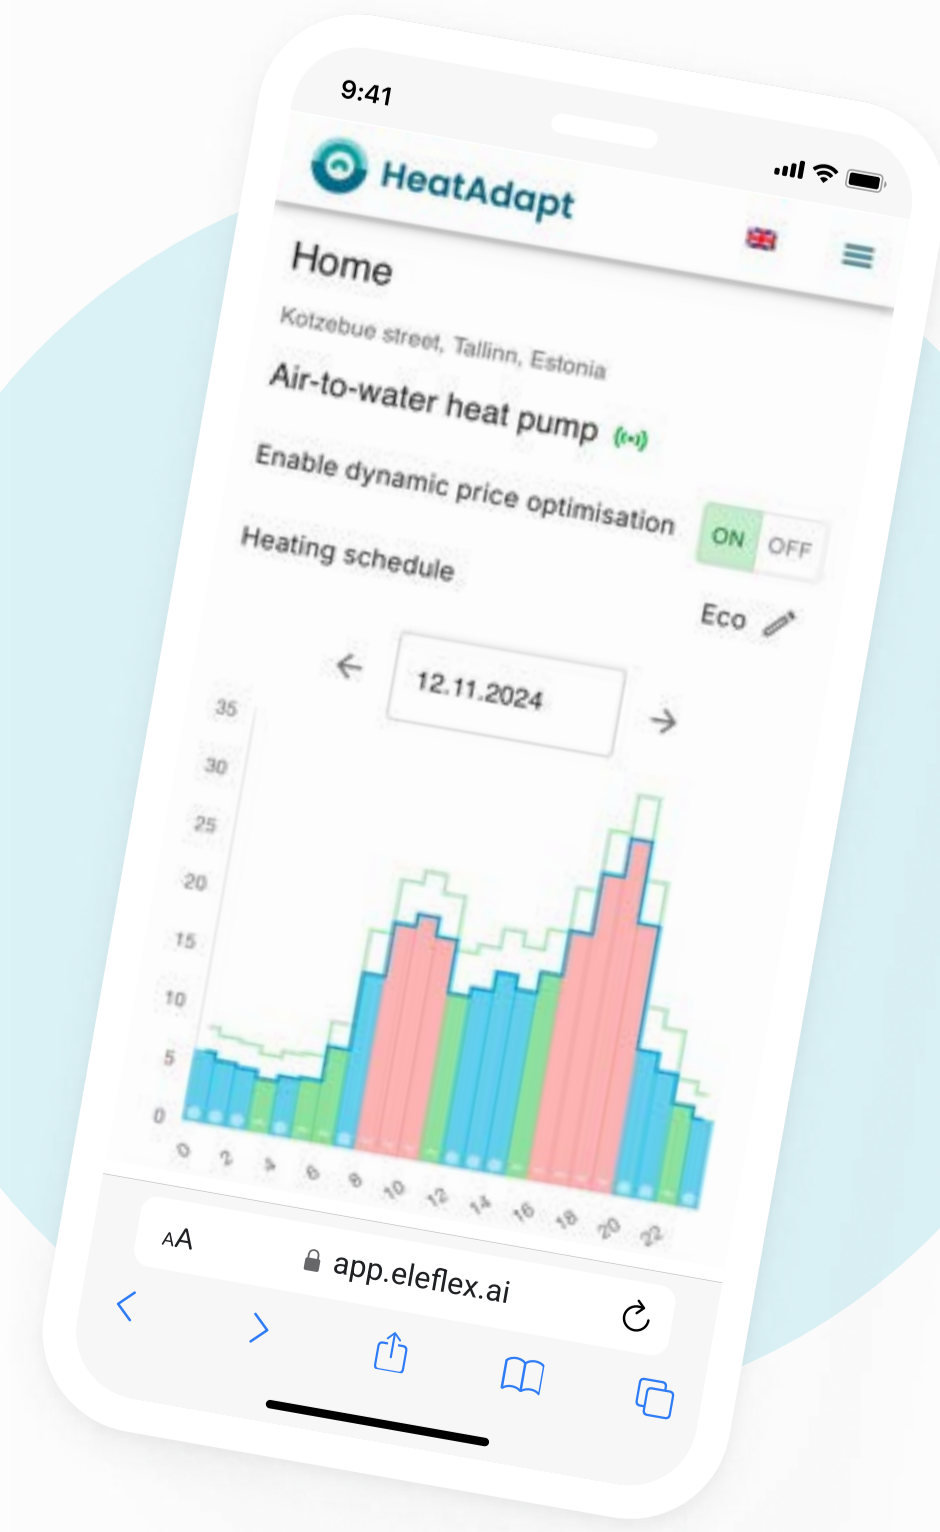 9:41
HeatAdapt
Home
Kotzebue street, Tallinn, Estonia
Air-to-water heat pump
Enable dynamic price optimisation
ON OFF
Heating schedule
Eco
12.11.2024
35
30
25
20
15
10
5
0
0 2 4 6 8 10 12 14 16 18 20 22
AA app.eleflex.ai